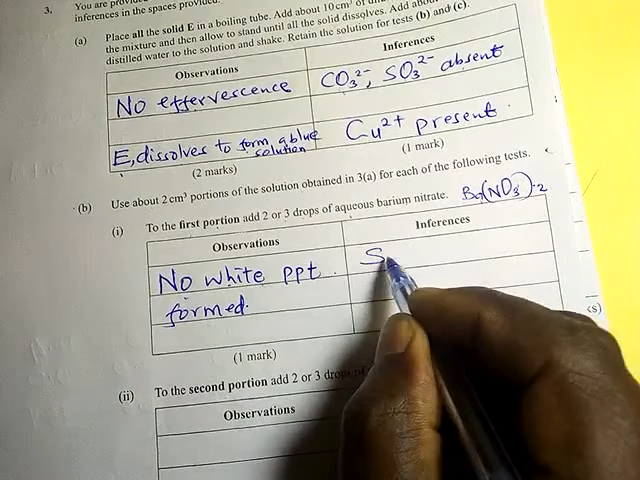 3.
You are provided
inferences in the spaces provided.
(a) Place all the solid E in a boiling tube. Add about 10 cm³ of
the mixture and then allow to stand until all the solid dissolves. Add about
distilled water to the solution and shake. Retain the solution for tests (b) and (c).
Observations Inferences
No effervescence CO₃²⁻, SO₃²⁻ absent
E, dissolves to form a blue solution Cu²⁺ present
(2 marks) (1 mark)
(b) Use about 2 cm³ portions of the solution obtained in 3(a) for each of the following tests.
(i) To the first portion add 2 or 3 drops of aqueous barium nitrate. Ba(NO₃)·2
Observations Inferences
No white ppt S
formed.
(1 mark)
(ii) To the second portion add 2 or 3 drops of
Observations